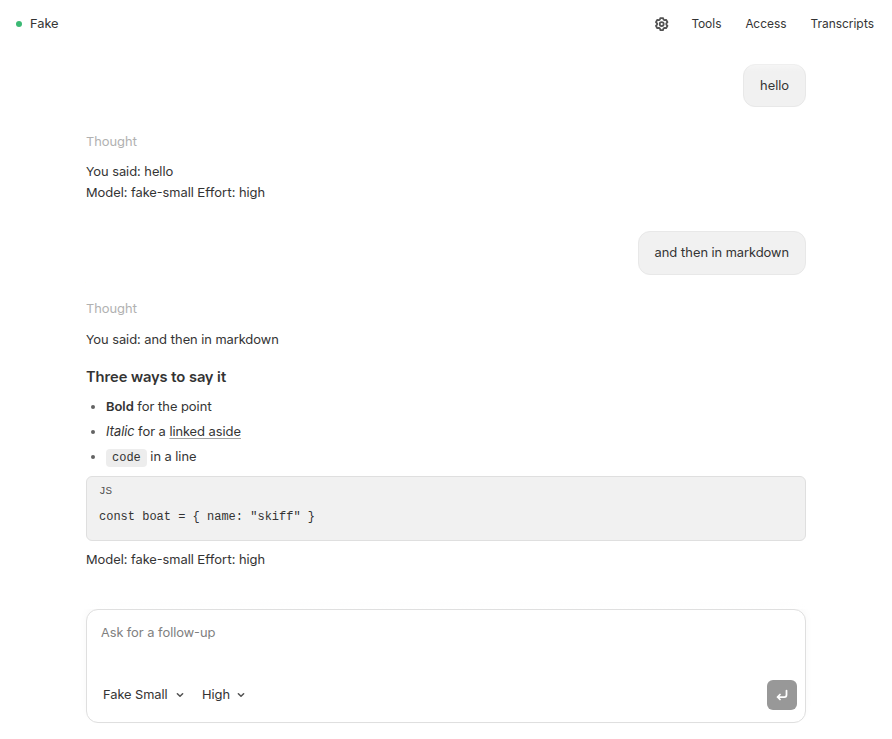 Fake
Tools
Access
Transcripts
hello
Thought
You said: hello
Model: fake-small Effort: high
and then in markdown
Thought
You said: and then in markdown
Three ways to say it
Bold for the point
Italic for a linked aside
code in a line
JS
const boat = { name: "skiff" }
Model: fake-small Effort: high
Ask for a follow-up
Fake Small
High